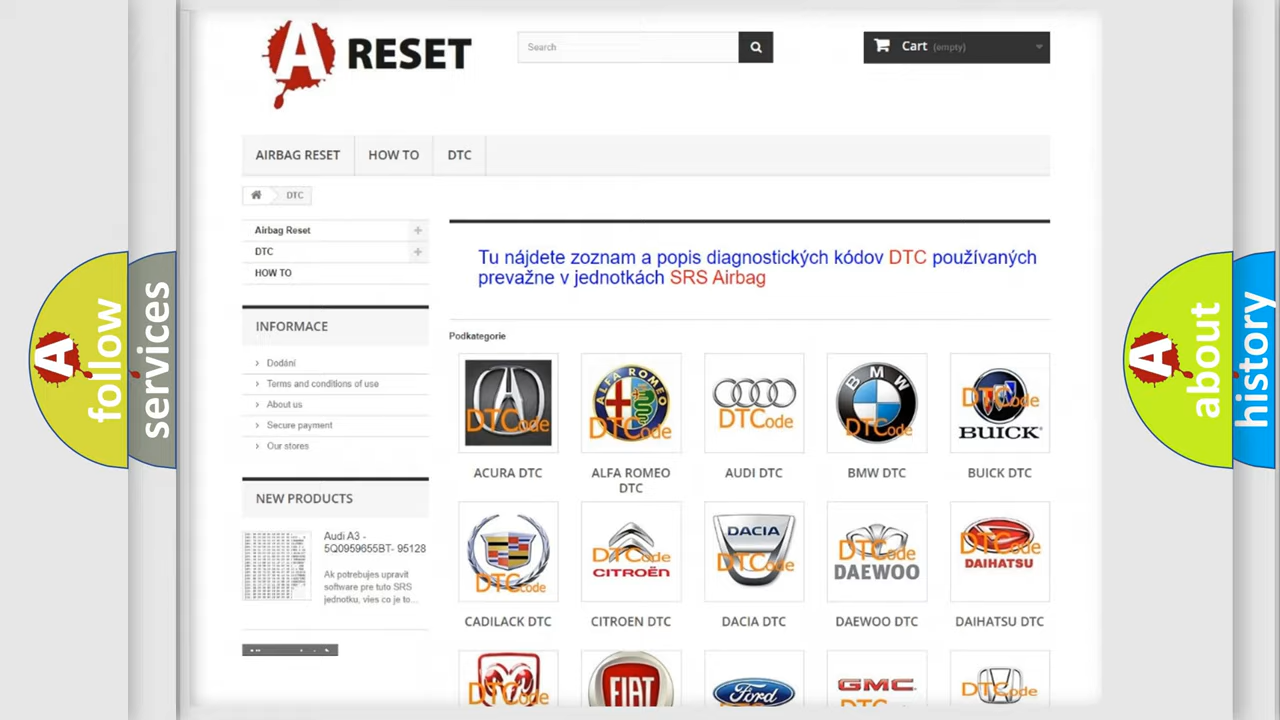 A RESET
Search
Cart (empty)
AIRBAG RESET
HOW TO
DTC
DTC
Airbag Reset
DTC
HOW TO
INFORMACE
Dodání
Terms and conditions of use
About us
Secure payment
Our stores
NEW PRODUCTS
Audi A3 -
5Q0959655BT- 95128
Ak potrebujes upravit
software pre tuto SRS
jednotku, vies co je to...
Tu nájdete zoznam a popis diagnostických kódov DTC používaných
prevažne v jednotkách SRS Airbag
Podkategorie
DTCode
ALFA ROMEO
DTCode
DTCode
BMW
DTCode
DTCode
BUICK
ACURA DTC
ALFA ROMEO
DTC
AUDI DTC
BMW DTC
BUICK DTC
DTCode
DTCode
CITROËN
DACIA
DTCode
DTCode
DAEWOO
DTCode
DAIHATSU
CADILACK DTC
CITROEN DTC
DACIA DTC
DAEWOO DTC
DAIHATSU DTC
DTCode
FIAT
Ford
GMC
DTCode
A follow
services
A about
history